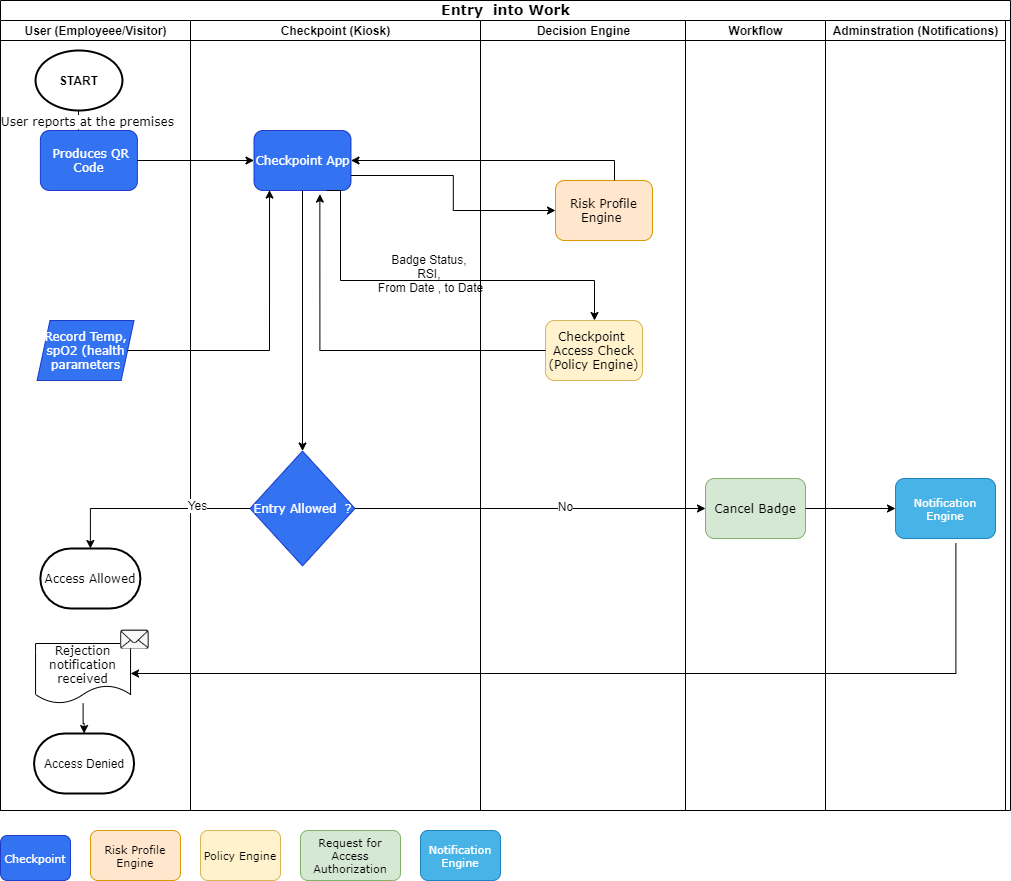 Entry into Work
User (Employeee/Visitor)
Checkpoint (Kiosk)
Decision Engine
Workflow
Adminstration (Notifications)
START
User reports at the premises
Produces QR
Code
Checkpoint App
Risk Profile
Engine
Badge Status,
RSI,
From Date , to Date
Record Temp,
spO2 (health
parameters
Checkpoint
Access Check
(Policy Engine)
Yes
Entry Allowed ?
No
Cancel Badge
Notification
Engine
Access Allowed
Rejection
notification
received
Access Denied
Checkpoint
Risk Profile
Engine
Policy Engine
Request for
Access
Authorization
Notification
Engine